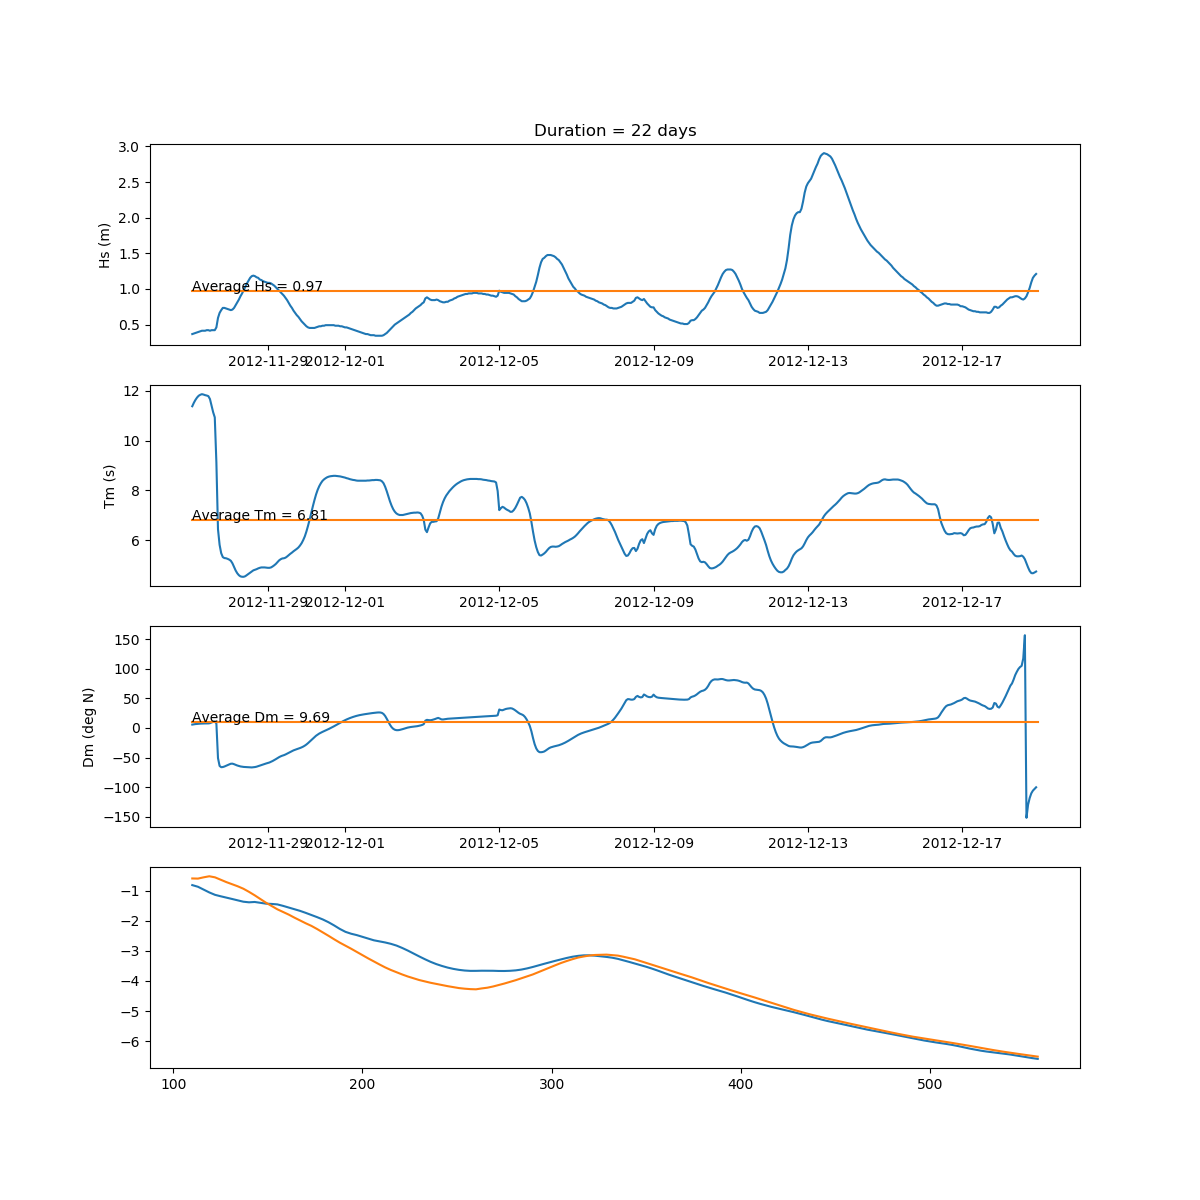 Duration = 22 days
Hs (m)
3.0
2.5
2.0
1.5
1.0
0.5
Average Hs = 0.97
2012-11-29 2012-12-01 2012-12-05 2012-12-09 2012-12-13 2012-12-17
Tm (s)
12
10
8
6
Average Tm = 6.81
2012-11-29 2012-12-01 2012-12-05 2012-12-09 2012-12-13 2012-12-17
Dm (deg N)
150
100
50
0
−50
−100
−150
Average Dm = 9.69
2012-11-29 2012-12-01 2012-12-05 2012-12-09 2012-12-13 2012-12-17
−1
−2
−3
−4
−5
−6
100 200 300 400 500